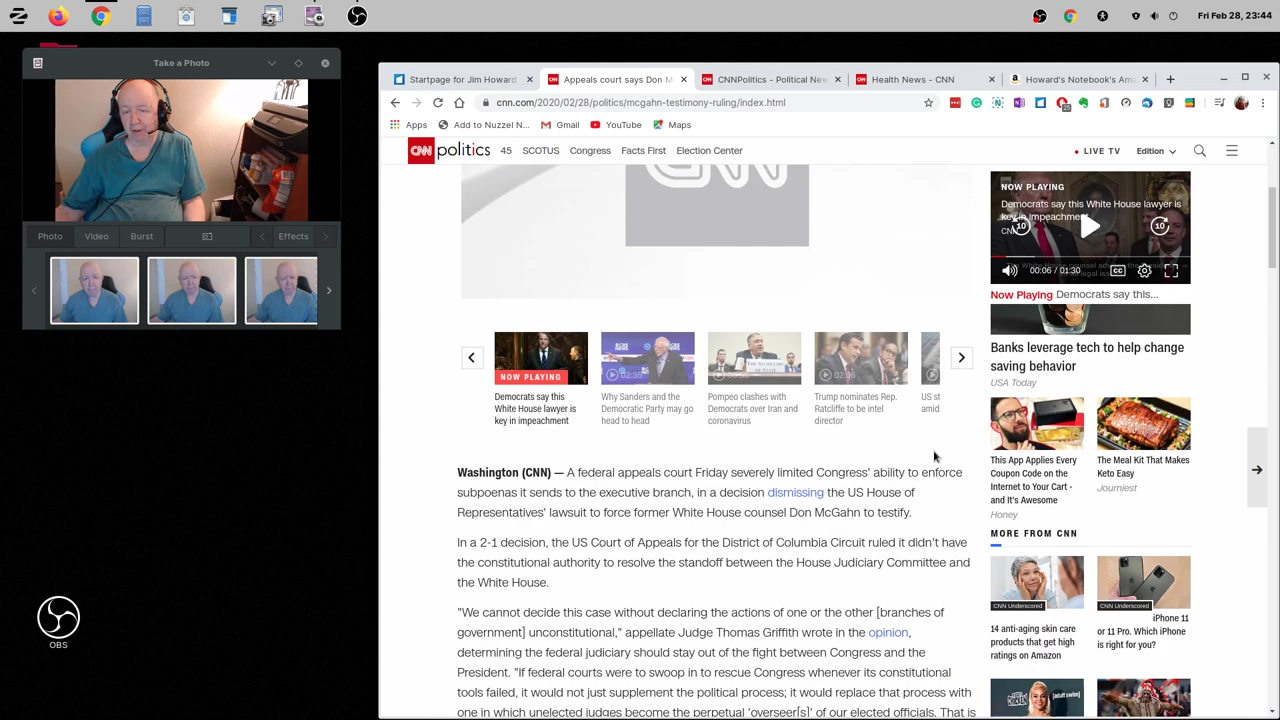 Fri Feb 28, 23:44
Take a Photo
Photo
Video
Burst
Effects
OBS
Startpage for Jim Howard
Appeals court says Don M
CNNPolitics - Political New
Health News - CNN
Howard's Notebook's Ama
cnn.com/2020/02/28/politics/mcgahn-testimony-ruling/index.html
Apps
Add to Nuzzel N...
Gmail
YouTube
Maps
CNN politics
45
SCOTUS
Congress
Facts First
Election Center
LIVE TV
Edition
NOW PLAYING
Democrats say this
White House lawyer is
key in impeachment
02:35
Why Sanders and the
Democratic Party may go
head to head
Pompeo clashes with
Democrats over Iran and
coronavirus
02:06
Trump nominates Rep.
Ratcliffe to be intel
director
US st
amid
Washington (CNN) — A federal appeals court Friday severely limited Congress' ability to enforce
subpoenas it sends to the executive branch, in a decision dismissing the US House of
Representatives' lawsuit to force former White House counsel Don McGahn to testify.
In a 2-1 decision, the US Court of Appeals for the District of Columbia Circuit ruled it didn't have
the constitutional authority to resolve the standoff between the House Judiciary Committee and
the White House.
"We cannot decide this case without declaring the actions of one or the other [branches of
government] unconstitutional," appellate Judge Thomas Griffith wrote in the opinion,
determining the federal judiciary should stay out of the fight between Congress and the
President. "If federal courts were to swoop in to rescue Congress whenever its constitutional
tools failed, it would not just supplement the political process; it would replace that process with
one in which unelected judges become the perpetual 'overseer[s]' of our elected officials. That is
NOW PLAYING
Democrats say this White House lawyer is
key in impeachment
10
10
00:06 / 01:30
CC
Now Playing Democrats say this...
Banks leverage tech to help change
saving behavior
USA Today
This App Applies Every
Coupon Code on the
Internet to Your Cart -
and It's Awesome
Honey
The Meal Kit That Makes
Keto Easy
Journiest
MORE FROM CNN
CNN Underscored
14 anti-aging skin care
products that get high
ratings on Amazon
CNN Underscored
iPhone 11
or 11 Pro. Which iPhone
is right for you?
[adult swim]